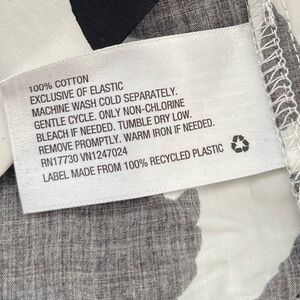 100% COTTON
EXCLUSIVE OF ELASTIC
MACHINE WASH COLD SEPARATELY.
GENTLE CYCLE. ONLY NON-CHLORINE
BLEACH IF NEEDED. TUMBLE DRY LOW.
REMOVE PROMPTLY. WARM IRON IF NEEDED.
RN17730 VN1247024
LABEL MADE FROM 100% RECYCLED PLASTIC